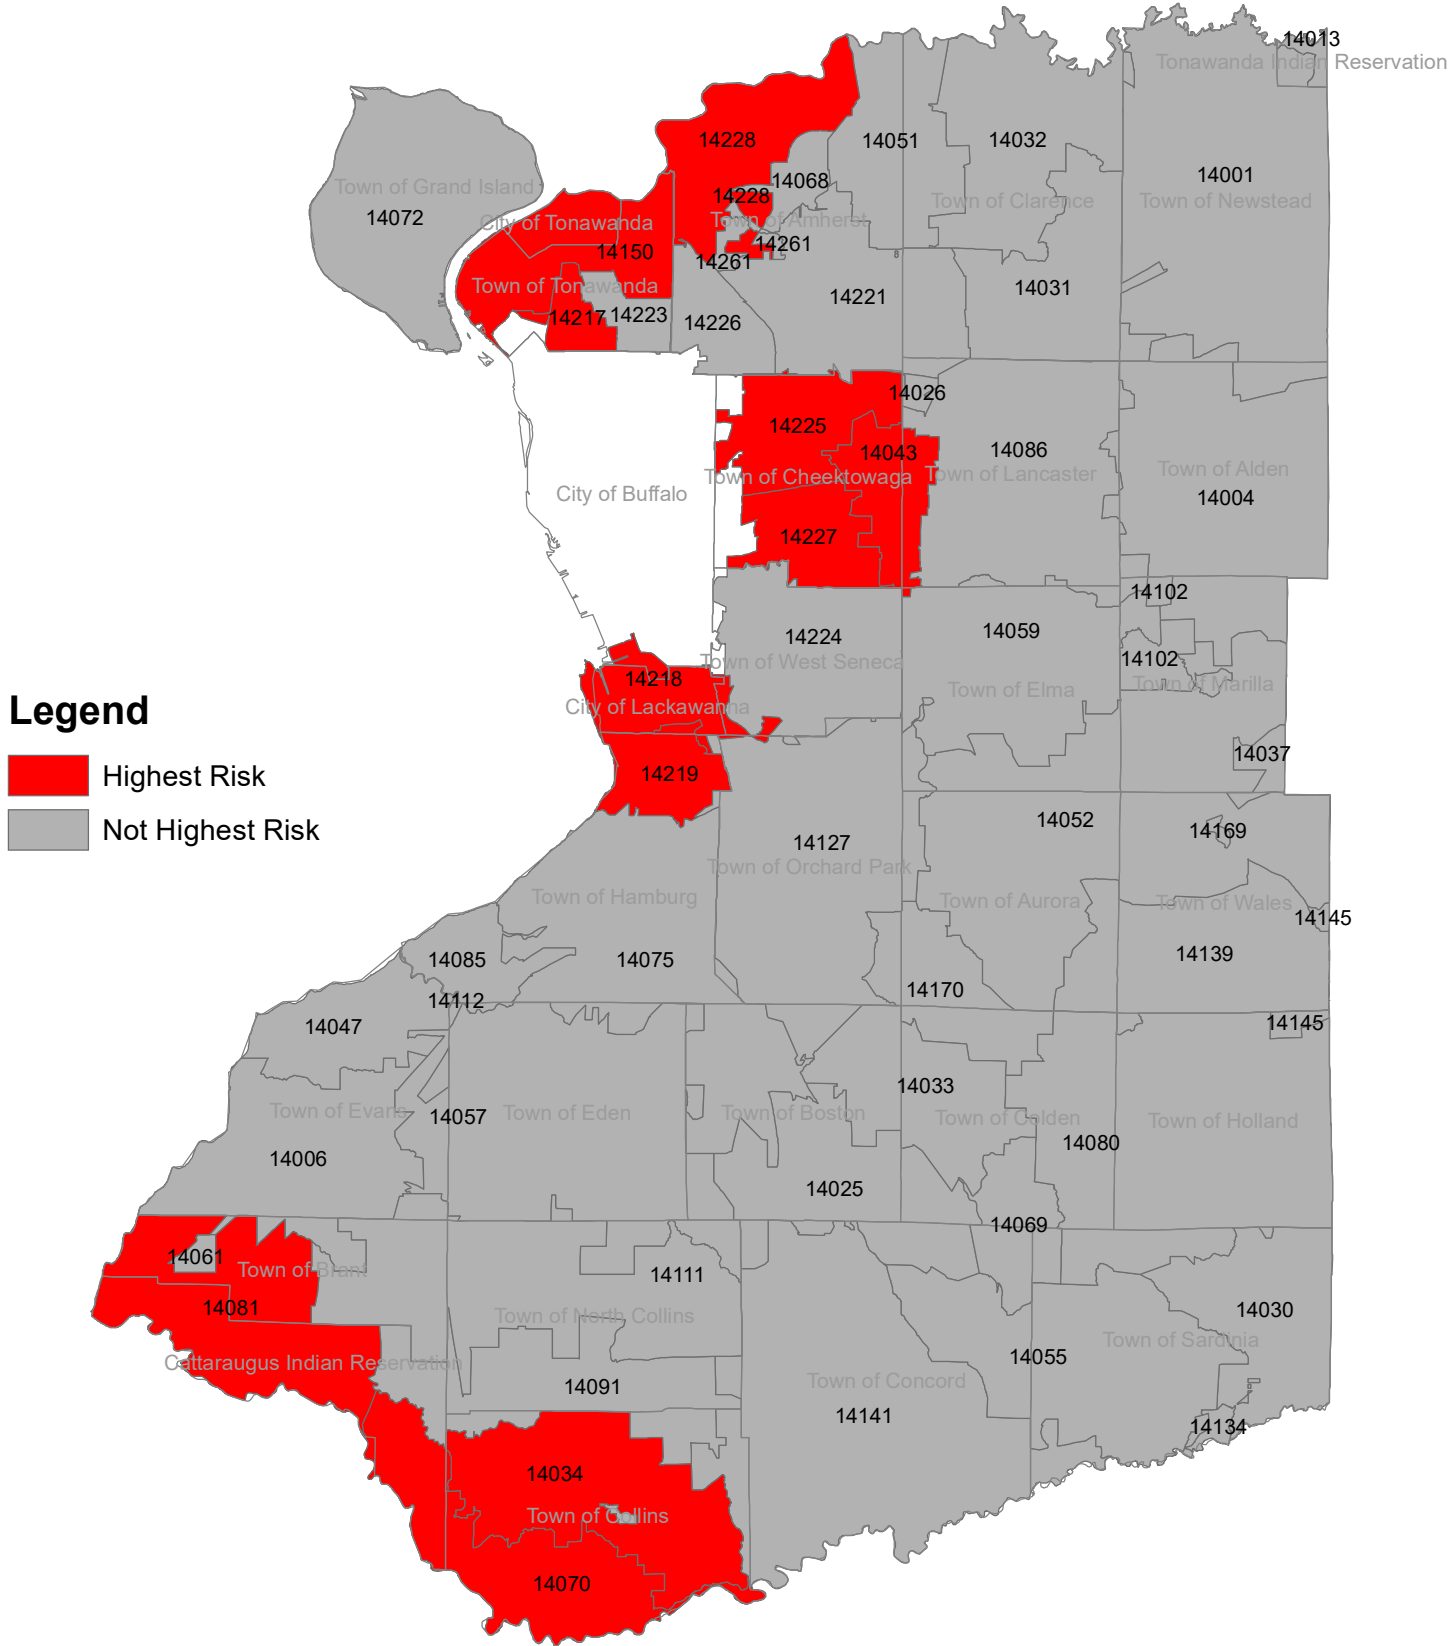 14013
Tonawanda Indian Reservation
14228
14051
14032
14001
Town of Newstead
14068
14228
Town of Grand Island
14072
City of Tonawanda
Town of Amherst
Town of Clarence
14150
14261
14261
Town of Tonawanda
14217
14223
14226
14221
14031
14026
14225
14043
14086
Town of Cheektowaga
Town of Lancaster
Town of Alden
14004
City of Buffalo
14227
14102
14224
14059
Town of West Seneca
14102
Town of Elma
Town of Marilla
14218
City of Lackawanna
Legend
Highest Risk
Not Highest Risk
14219
14037
14052
14169
14127
Town of Orchard Park
Town of Hamburg
Town of Aurora
Town of Wales
14145
14085
14075
14139
14112
14170
14047
14145
14033
Town of Evans
14057
Town of Eden
Town of Boston
Town of Colden
Town of Holland
14006
14080
14025
14069
14061
Town of Brant
14111
14081
Town of North Collins
14030
Town of Sardinia
Cattaraugus Indian Reservation
14055
14091
Town of Concord
14141
14134
14034
Town of Collins
14070